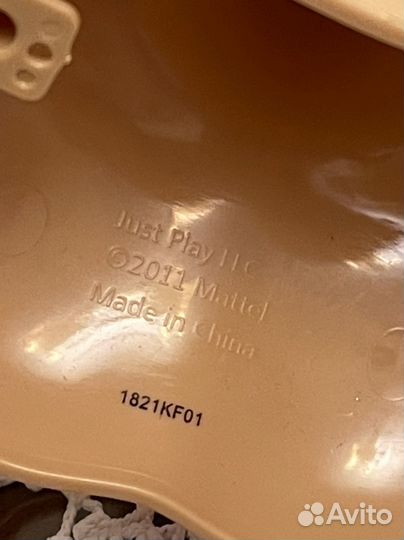 Just Play LLC
©2011 Mattel
Made in China
1821KF01
Avito